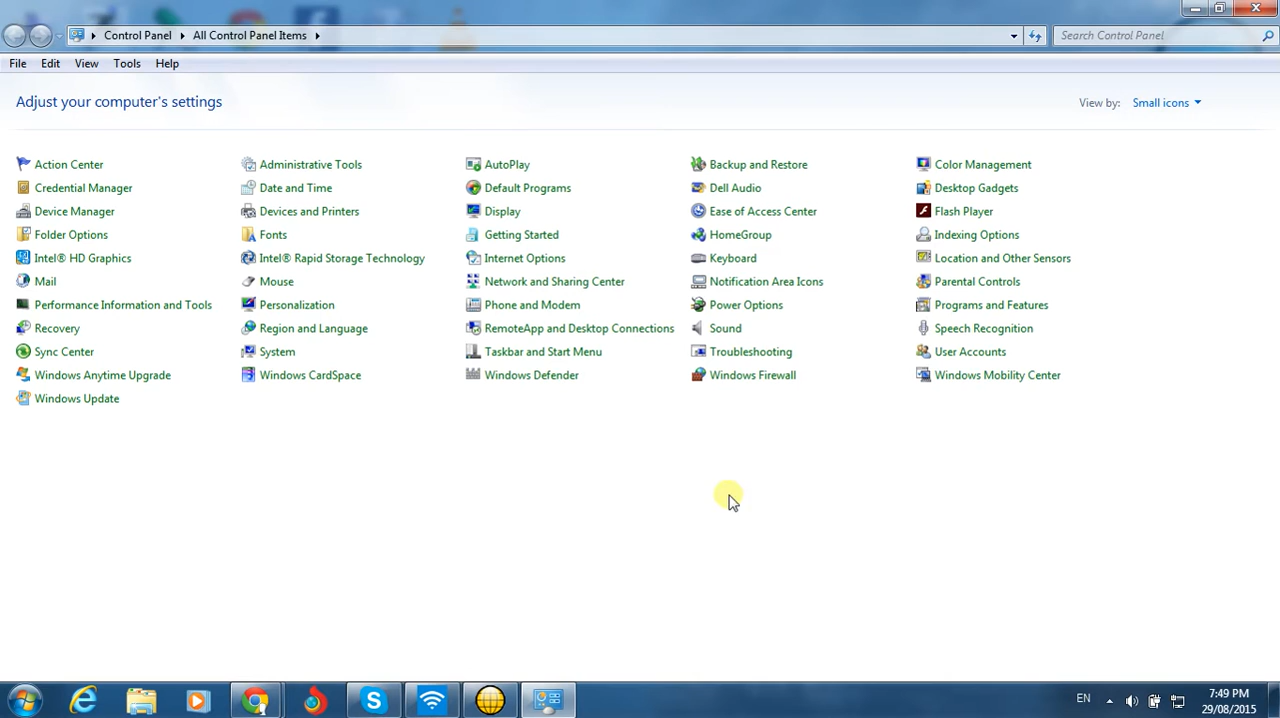 Control Panel All Control Panel Items Search Control Panel
File Edit View Tools Help
Adjust your computer's settings View by: Small icons
Action Center Administrative Tools AutoPlay Backup and Restore Color Management
Credential Manager Date and Time Default Programs Dell Audio Desktop Gadgets
Device Manager Devices and Printers Display Ease of Access Center Flash Player
Folder Options Fonts Getting Started HomeGroup Indexing Options
Intel® HD Graphics Intel® Rapid Storage Technology Internet Options Keyboard Location and Other Sensors
Mail Mouse Network and Sharing Center Notification Area Icons Parental Controls
Performance Information and Tools Personalization Phone and Modem Power Options Programs and Features
Recovery Region and Language RemoteApp and Desktop Connections Sound Speech Recognition
Sync Center System Taskbar and Start Menu Troubleshooting User Accounts
Windows Anytime Upgrade Windows CardSpace Windows Defender Windows Firewall Windows Mobility Center
Windows Update
EN 7:49 PM
29/08/2015